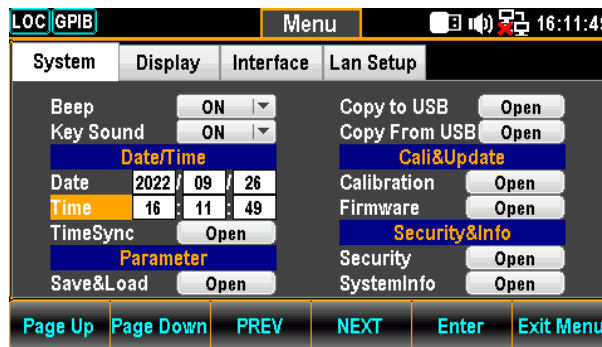 LOC GPIB Menu 16:11:49
System Display Interface Lan Setup
Beep ON
Key Sound ON
Date/Time
Date 2022 / 09 / 26
Time 16 : 11 : 49
TimeSync Open
Parameter
Save&Load Open
Copy to USB Open
Copy From USB Open
Cali&Update
Calibration Open
Firmware Open
Security&Info
Security Open
SystemInfo Open
Page Up Page Down PREV NEXT Enter Exit Menu